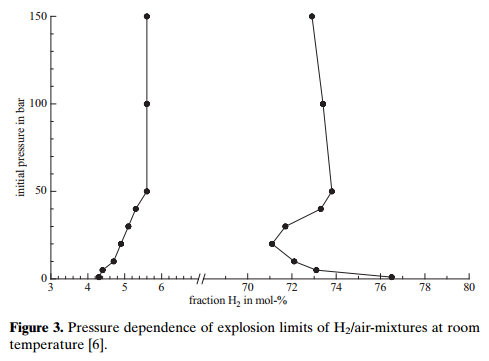 150
100
50
0
initial pressure in bar
3 4 5 6 70 72 74 76 78 80
fraction H₂ in mol-%
Figure 3. Pressure dependence of explosion limits of H₂/air-mixtures at room
temperature [6].